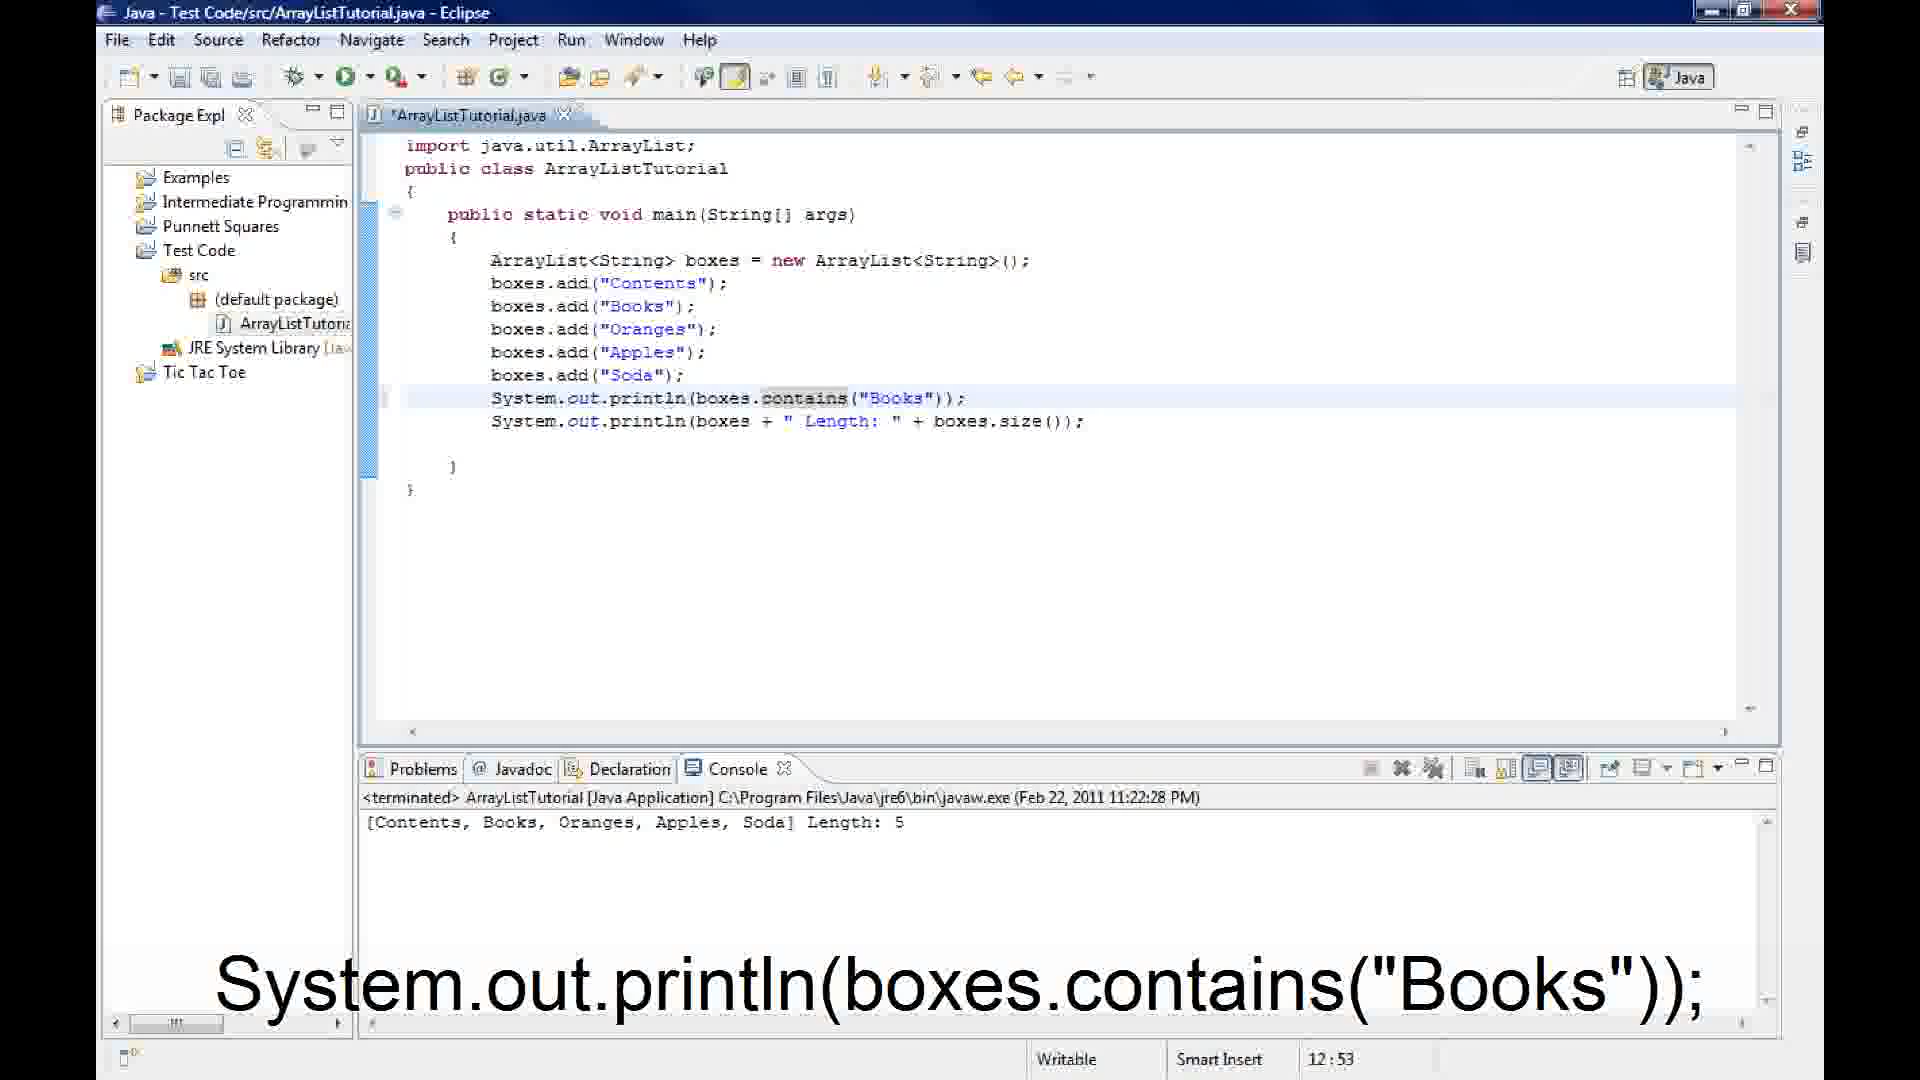 Java - Test Code/src/ArrayListTutorial.java - Eclipse
File Edit Source Refactor Navigate Search Project Run Window Help
Java
Package Expl
Examples
Intermediate Programmin
Punnett Squares
Test Code
src
(default package)
ArrayListTutoria
JRE System Library [Jav
Tic Tac Toe
*ArrayListTutorial.java
import java.util.ArrayList;
public class ArrayListTutorial
{
public static void main(String[] args)
{
ArrayList<String> boxes = new ArrayList<String>();
boxes.add("Contents");
boxes.add("Books");
boxes.add("Oranges");
boxes.add("Apples");
boxes.add("Soda");
System.out.println(boxes.contains("Books"));
System.out.println(boxes + " Length: " + boxes.size());
}
}
Problems @ Javadoc Declaration Console
<terminated> ArrayListTutorial [Java Application] C:\Program Files\Java\jre6\bin\javaw.exe (Feb 22, 2011 11:22:28 PM)
[Contents, Books, Oranges, Apples, Soda] Length: 5
System.out.println(boxes.contains("Books"));
Writable Smart Insert 12 : 53